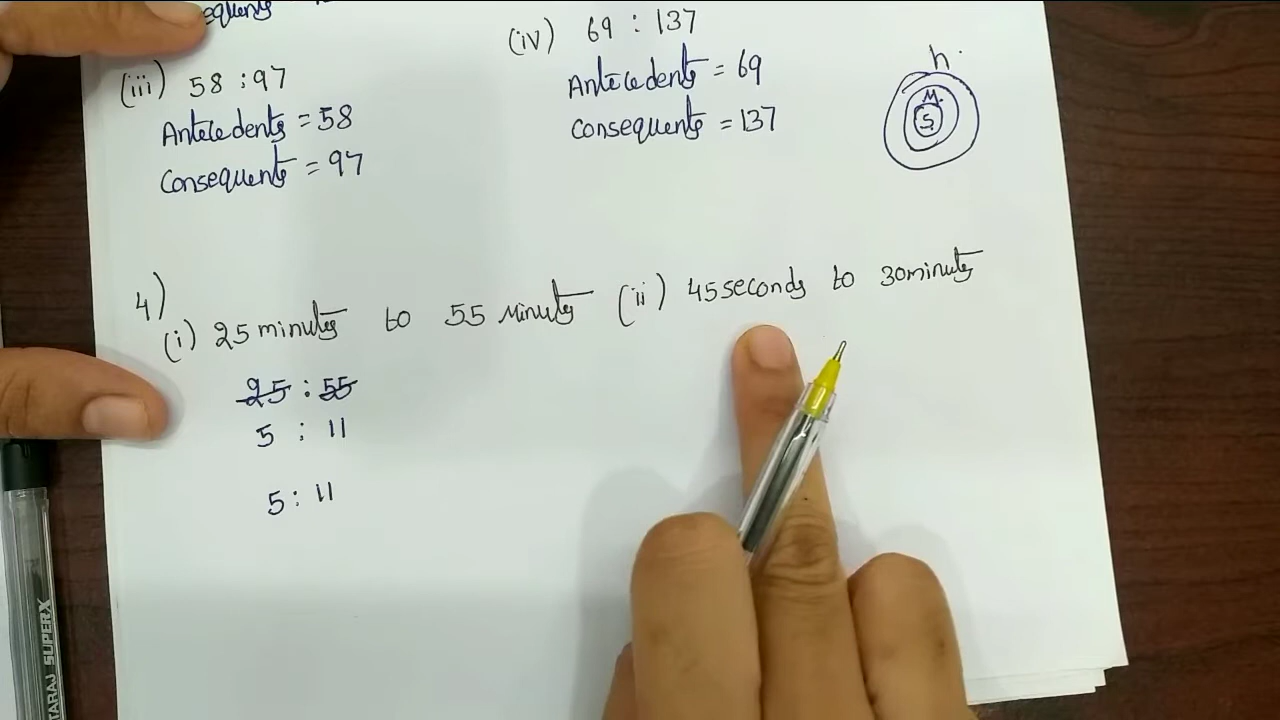 equents
(iii) 58 : 97
Antecedents = 58
Consequents = 97
(iv) 69 : 137
Antecedents = 69
Consequents = 137
h.
M.
S.
4)
(i) 25 minutes to 55 Minutes (ii) 45 seconds to 30 minutes
25 : 55
5 : 11
5 : 11
TARAJ SUPERX